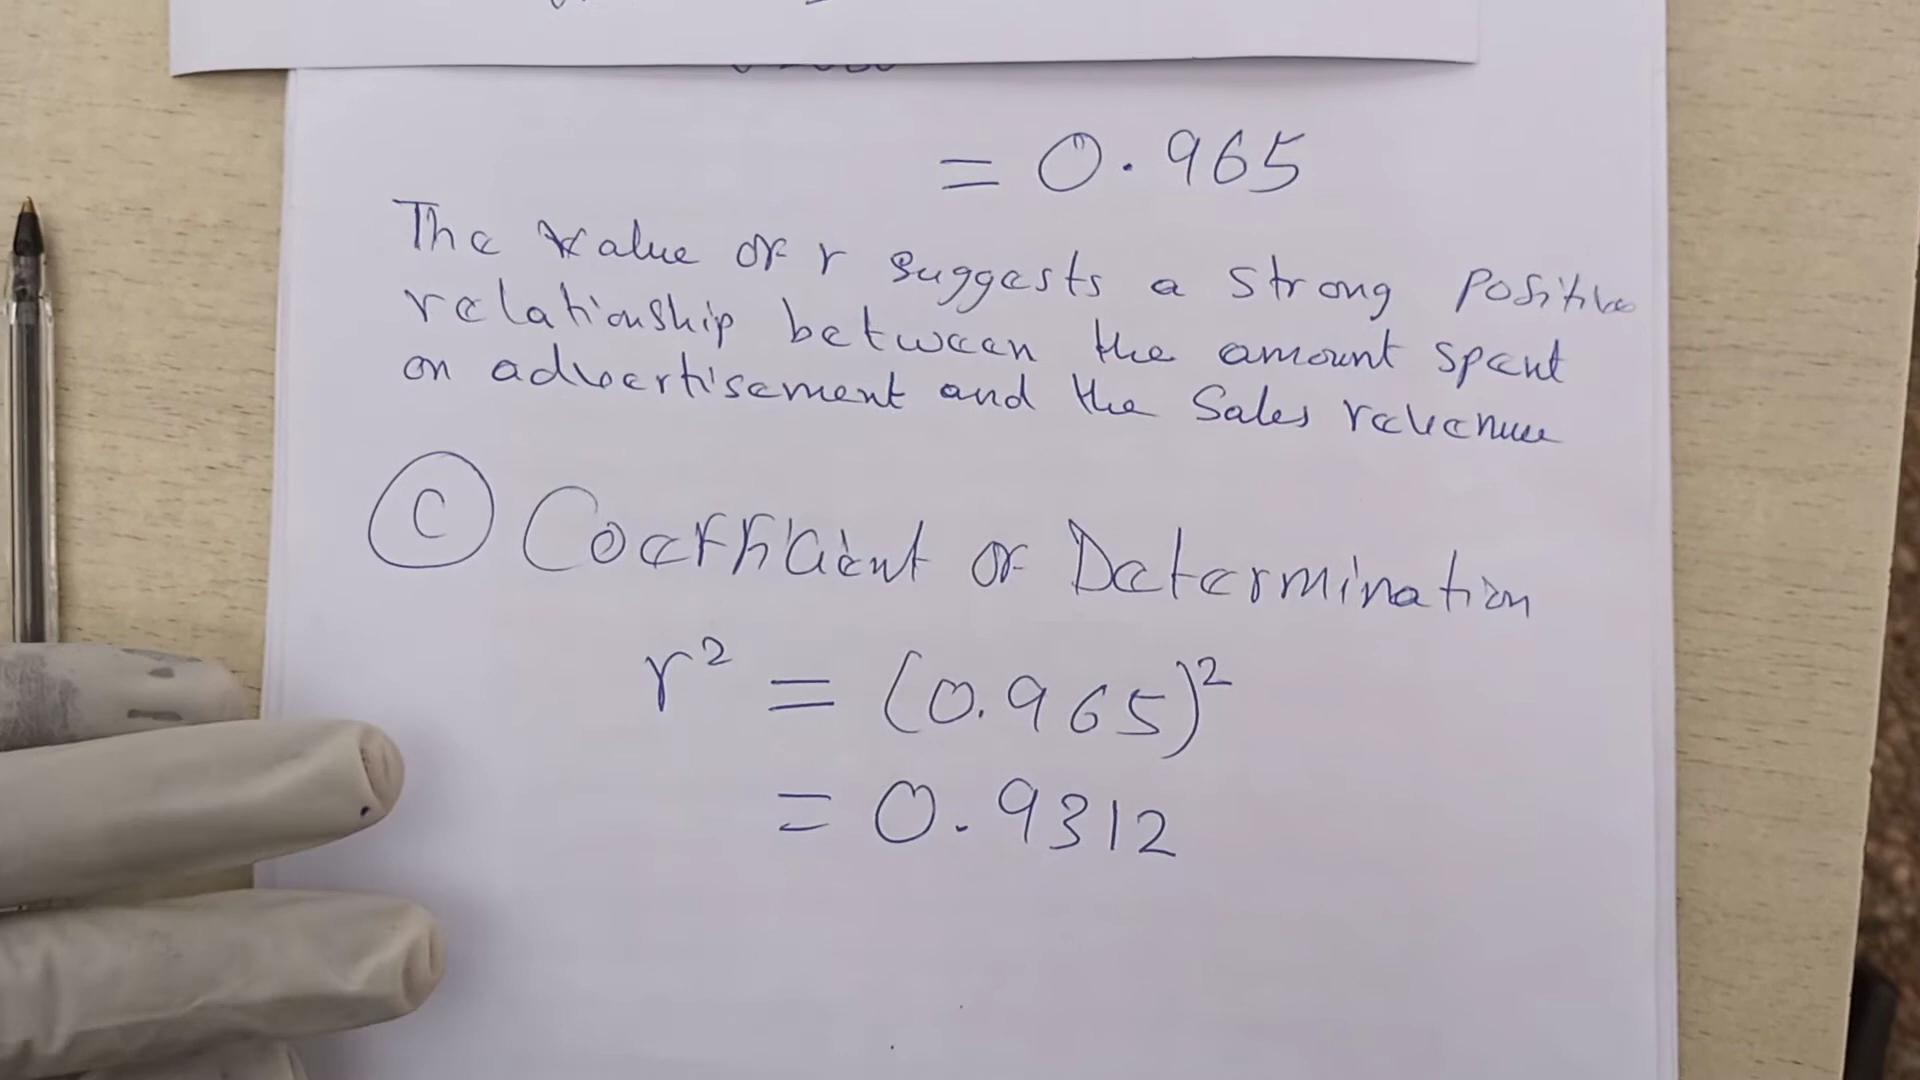 = 0.965
The value of r suggests a strong positive
relationship between the amount spent
on advertisement and the Sales revenue
C Coefficient of Determination
r² = (0.965)²
= 0.9312